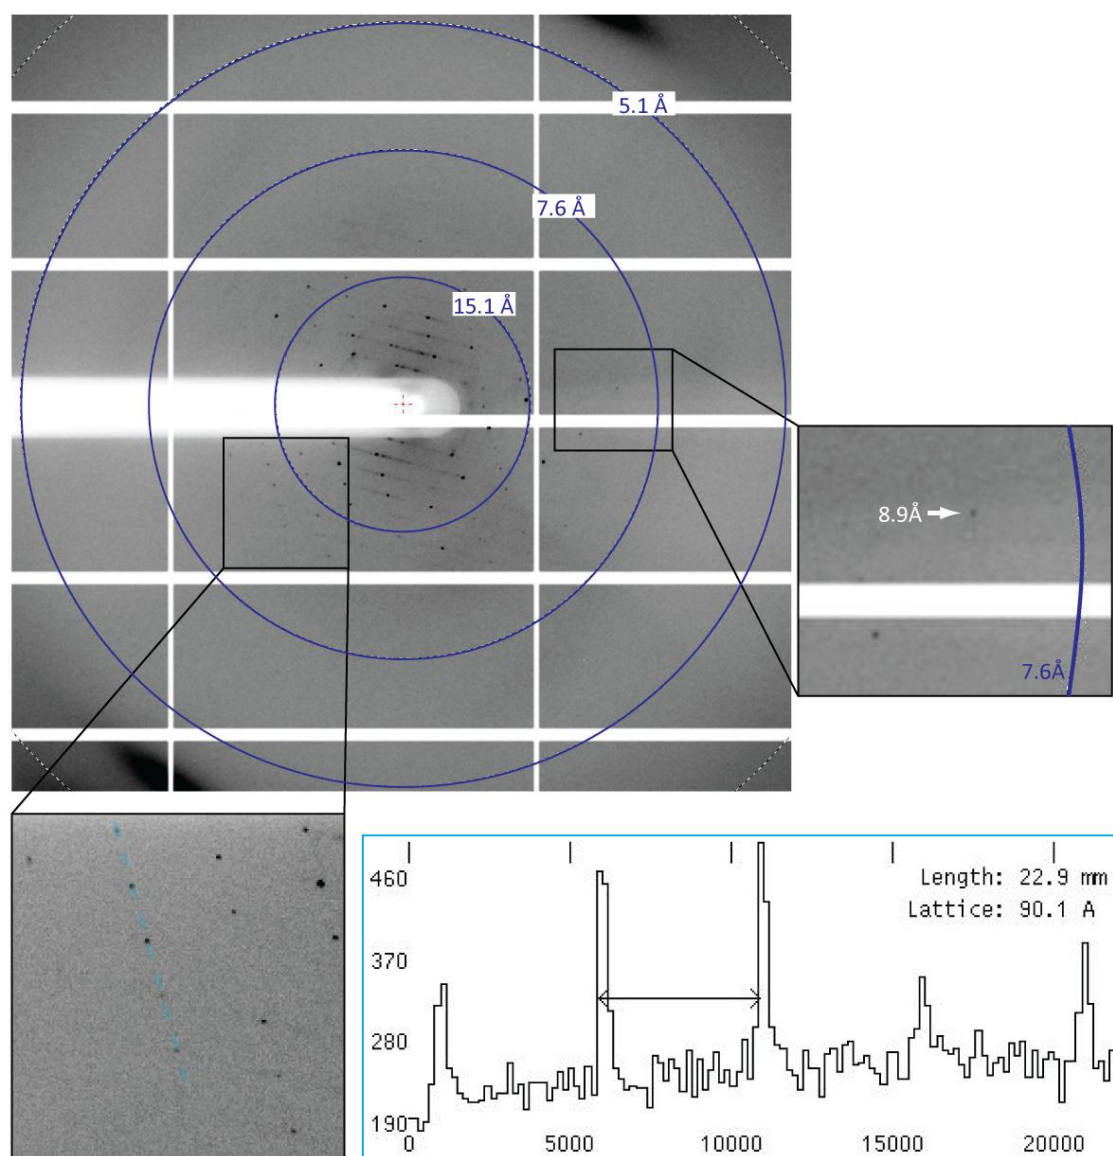 5.1 Å
7.6 Å
15.1 Å
8.9Å
7.6Å
460
370
280
190
0
5000
10000
15000
20000
Length: 22.9 mm
Lattice: 90.1 A